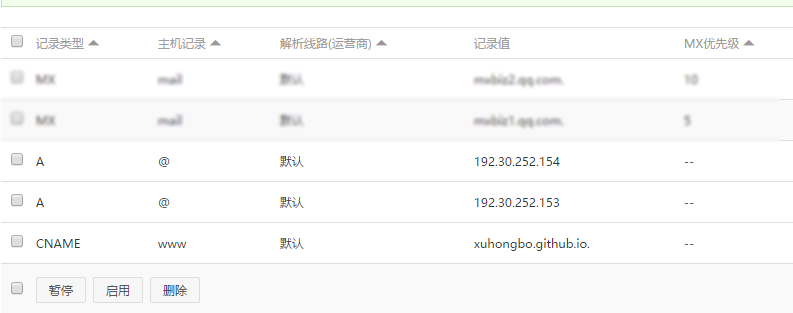 记录类型 主机记录 解析线路(运营商) 记录值 MX优先级
MX mail 默认 mxbiz2.qq.com. 10
MX mail 默认 mxbiz1.qq.com. 5
A @ 默认 192.30.252.154 --
A @ 默认 192.30.252.153 --
CNAME www 默认 xuhongbo.github.io. --
暂停 启用 删除